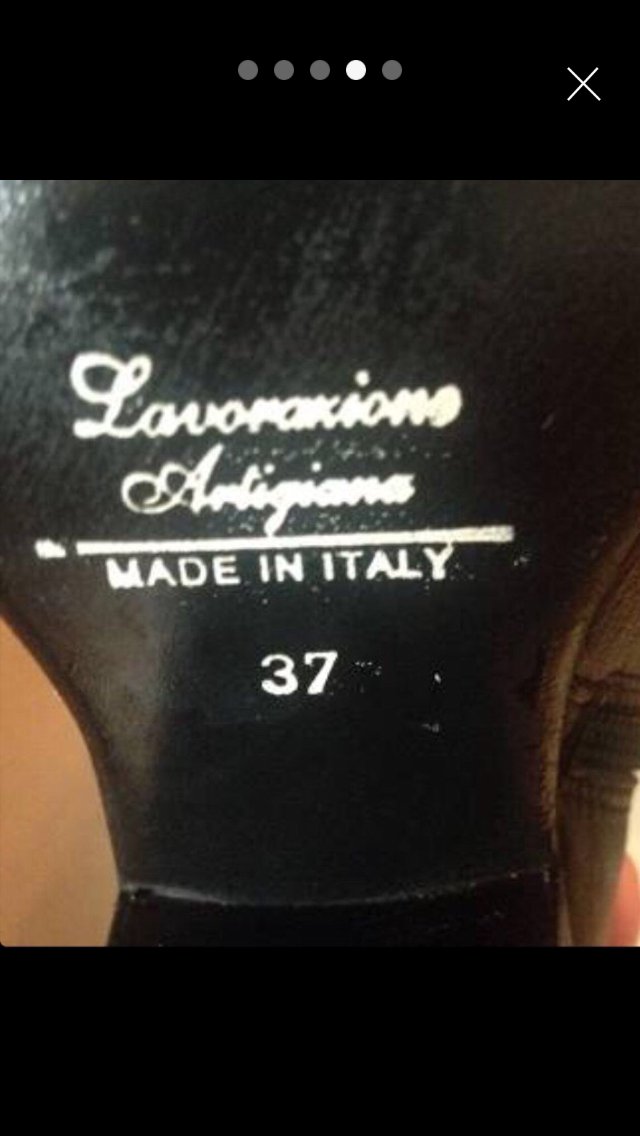 Lavorazione
Artigiana
MADE IN ITALY
37